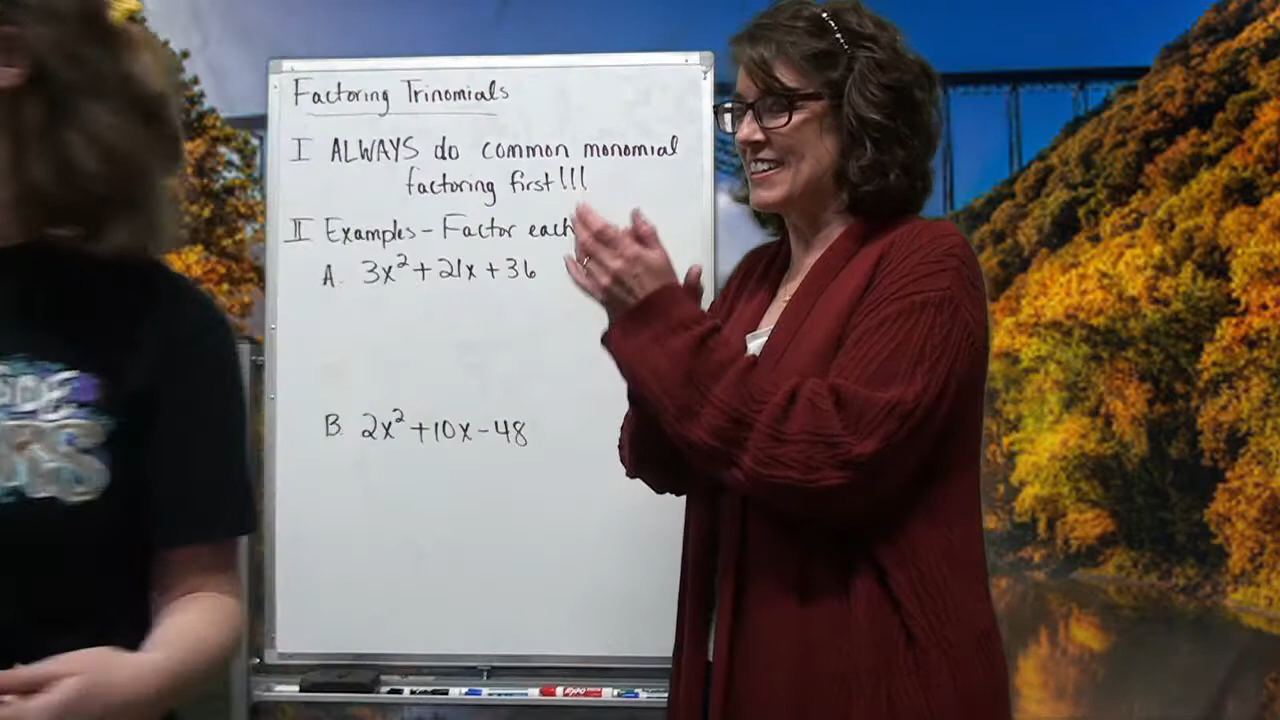 Factoring Trinomials
I ALWAYS do common monomial
factoring first!!!
II Examples - Factor each
A. 3x² + 21x + 36
B. 2x² + 10x - 48
EXPO